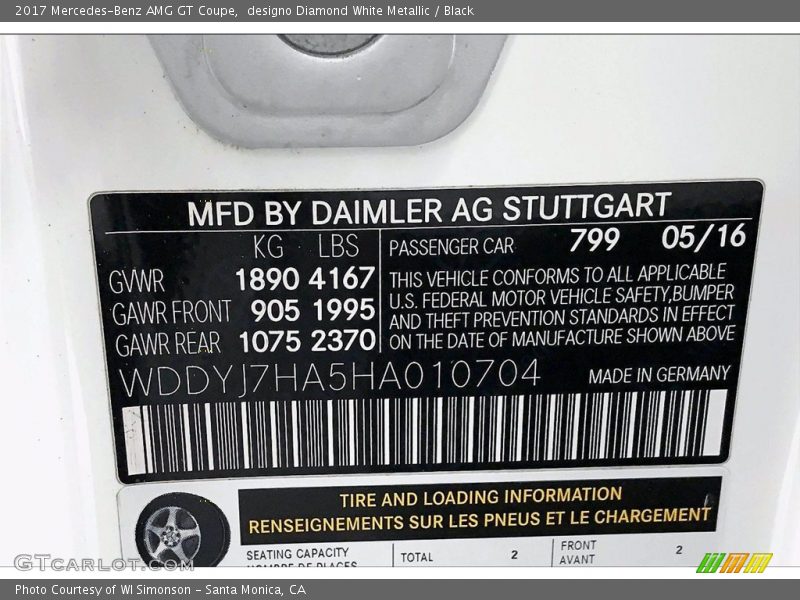 2017 Mercedes-Benz AMG GT Coupe, designo Diamond White Metallic / Black
MFD BY DAIMLER AG STUTTGART
KG LBS
GVWR 1890 4167
GAWR FRONT 905 1995
GAWR REAR 1075 2370
PASSENGER CAR 799 05/16
THIS VEHICLE CONFORMS TO ALL APPLICABLE
U.S. FEDERAL MOTOR VEHICLE SAFETY,BUMPER
AND THEFT PREVENTION STANDARDS IN EFFECT
ON THE DATE OF MANUFACTURE SHOWN ABOVE
WDDYJ7HA5HA010704 MADE IN GERMANY
TIRE AND LOADING INFORMATION
RENSEIGNEMENTS SUR LES PNEUS ET LE CHARGEMENT
SEATING CAPACITY TOTAL 2 FRONT 2
NOMBRE DE PLACES AVANT
GTCarLot.com
Photo Courtesy of WI Simonson - Santa Monica, CA